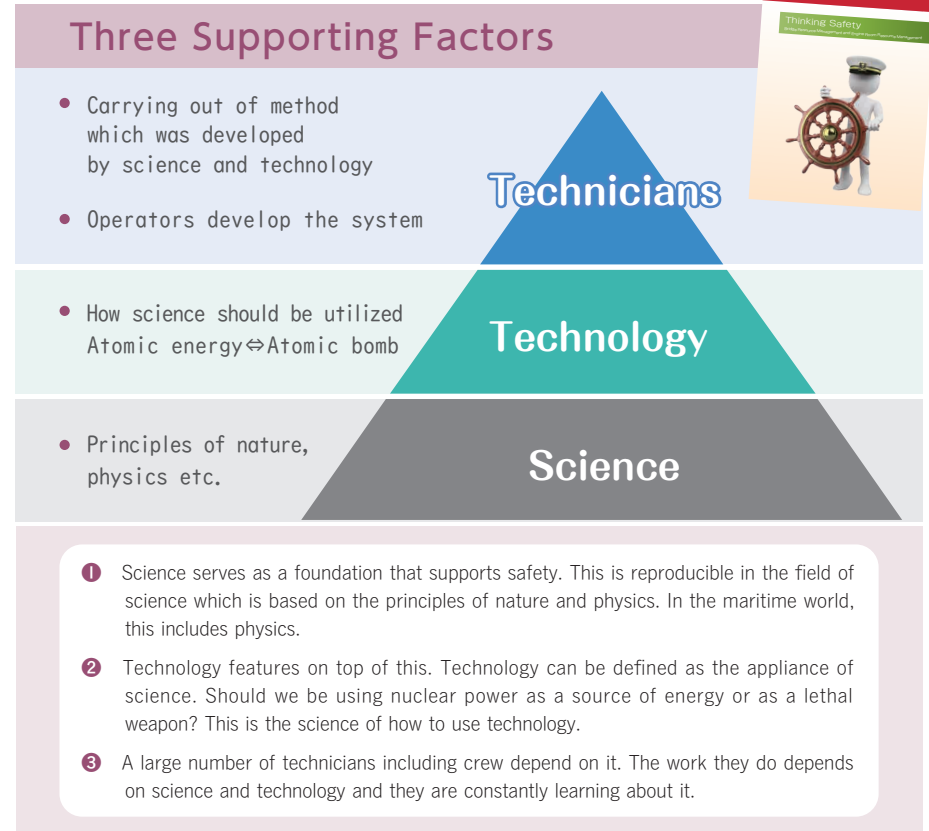 Three Supporting Factors
Thinking Safety
• Carrying out of method
which was developed
by science and technology
• Operators develop the system
Technicians
• How science should be utilized
Atomic energy⇔Atomic bomb
Technology
• Principles of nature,
physics etc.
Science
❶ Science serves as a foundation that supports safety. This is reproducible in the field of
science which is based on the principles of nature and physics. In the maritime world,
this includes physics.
❷ Technology features on top of this. Technology can be defined as the appliance of
science. Should we be using nuclear power as a source of energy or as a lethal
weapon? This is the science of how to use technology.
❸ A large number of technicians including crew depend on it. The work they do depends
on science and technology and they are constantly learning about it.